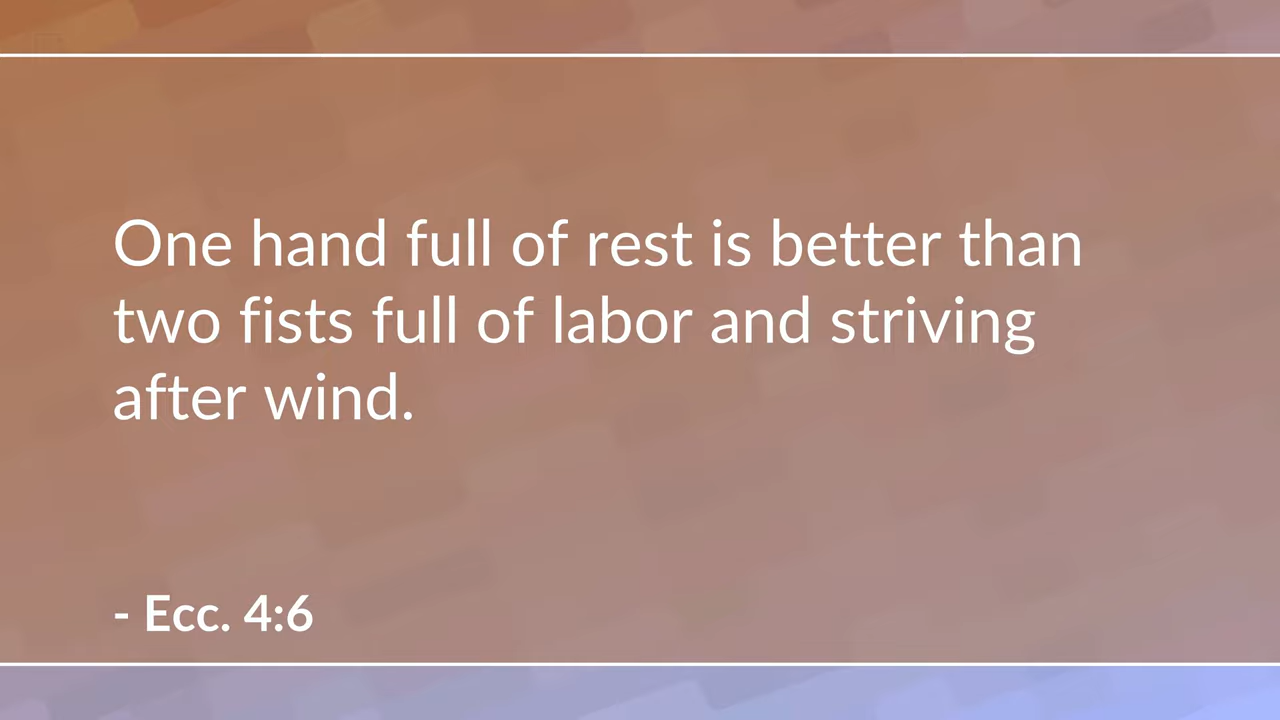 One hand full of rest is better than
two fists full of labor and striving
after wind.
- Ecc. 4:6